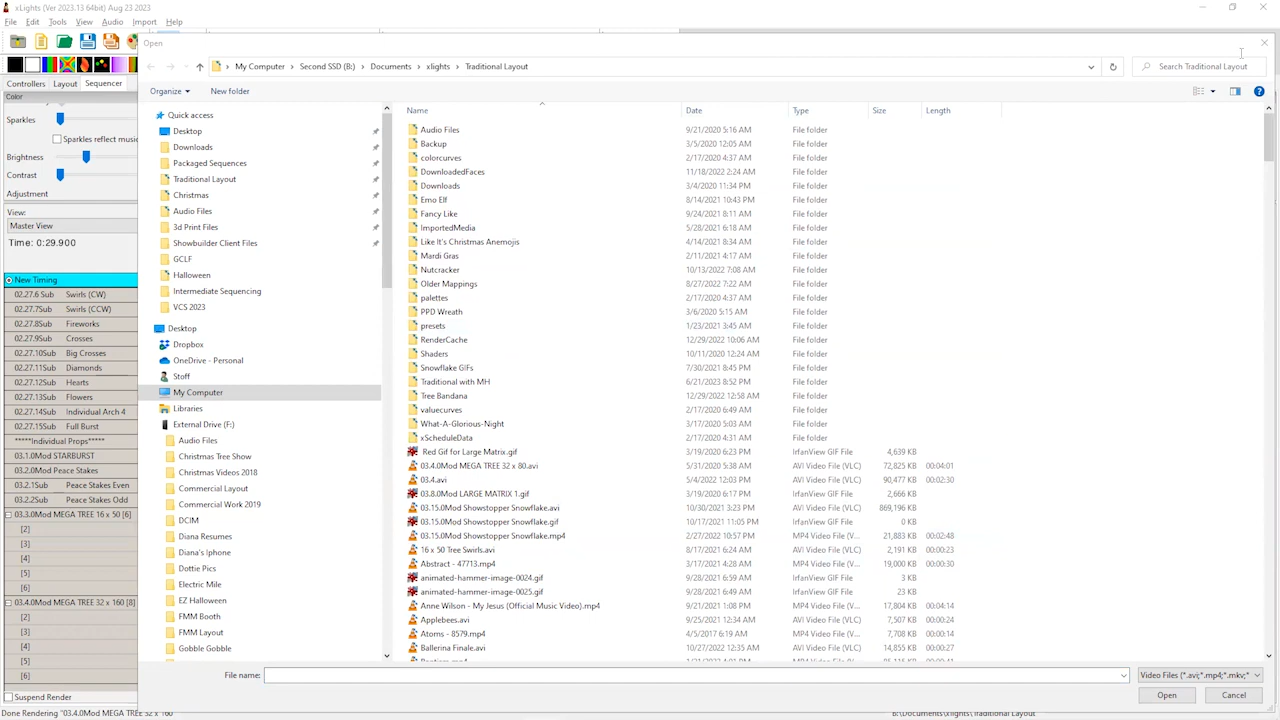 xLights (Ver 2023.13 64bit) Aug 23 2023
File Edit Tools View Audio Import Help
Open
My Computer > Second SSD (B:) > Documents > xlights > Traditional Layout
Search Traditional Layout
Organize
New folder
Controllers Layout Sequencer
Color
Sparkles
Sparkles reflect music
Brightness
Contrast
Adjustment
View:
Master View
Time: 0:29.900
New Timing
02.27.6 Sub Swirls (CW)
02.27.7Sub Swirls (CCW)
02.27.8Sub Fireworks
02.27.9Sub Crosses
02.27.10Sub Big Crosses
02.27.11Sub Diamonds
02.27.12Sub Hearts
02.27.13Sub Flowers
02.27.14Sub Individual Arch 4
02.27.15Sub Full Burst
*****Individual Props*****
03.1.0Mod STARBURST
03.2.0Mod Peace Stakes
03.2.1Sub Peace Stakes Even
03.2.2Sub Peace Stakes Odd
03.3.0Mod MEGA TREE 16 x 50 [6]
[2]
[3]
[4]
[5]
[6]
03.4.0Mod MEGA TREE 32 x 160 [8]
[2]
[3]
[4]
[5]
[6]
Suspend Render
Done Rendering "03.4.0Mod MEGA TREE 32 x 160
Quick access
Desktop
Downloads
Packaged Sequences
Traditional Layout
Christmas
Audio Files
3d Print Files
Showbuilder Client Files
GCLF
Halloween
Intermediate Sequencing
VCS 2023
Desktop
Dropbox
OneDrive - Personal
Stoff
My Computer
Libraries
External Drive (F:)
Audio Files
Christmas Tree Show
Christmas Videos 2018
Commercial Layout
Commercial Work 2019
DCIM
Diana Resumes
Diana's Iphone
Dottie Pics
Electric Mile
EZ Halloween
FMM Booth
FMM Layout
Gobble Gobble
Name Date Type Size Length
Audio Files 9/21/2020 5:16 AM File folder
Backup 3/5/2020 12:05 AM File folder
colorcurves 2/17/2020 4:37 AM File folder
DownloadedFaces 11/18/2022 2:24 AM File folder
Downloads 3/4/2020 11:34 PM File folder
Emo Elf 8/14/2021 10:43 PM File folder
Fancy Like 9/24/2021 8:11 AM File folder
ImportedMedia 5/28/2021 6:18 AM File folder
Like It's Christmas Anemojis 4/14/2021 8:34 AM File folder
Mardi Gras 2/11/2021 4:17 AM File folder
Nutcracker 10/13/2022 7:08 AM File folder
Older Mappings 8/27/2022 7:22 AM File folder
palettes 2/17/2020 4:37 AM File folder
PPD Wreath 3/6/2020 5:15 AM File folder
presets 1/23/2021 3:45 AM File folder
RenderCache 12/29/2022 10:06 AM File folder
Shaders 10/11/2020 12:24 AM File folder
Snowflake GIFs 7/30/2021 8:45 PM File folder
Traditional with MH 6/21/2023 8:52 PM File folder
Tree Bandana 12/29/2022 12:58 AM File folder
valuecurves 2/17/2020 6:49 AM File folder
What-A-Glorious-Night 3/17/2020 5:03 AM File folder
xScheduleData 2/17/2020 4:31 AM File folder
Red Gif for Large Matrix.gif 3/19/2020 6:23 PM IrfanView GIF File 4,639 KB
03.4.0Mod MEGA TREE 32 x 80.avi 5/31/2020 5:38 AM AVI Video File (VLC) 72,825 KB 00:04:01
03.4.avi 5/4/2022 12:03 PM AVI Video File (VLC) 90,477 KB 00:02:30
03.8.0Mod LARGE MATRIX 1.gif 3/19/2020 6:17 PM IrfanView GIF File 2,666 KB
03.15.0Mod Showstopper Snowflake.avi 10/30/2021 3:23 PM AVI Video File (VLC) 869,196 KB
03.15.0Mod Showstopper Snowflake.gif 10/17/2021 11:05 PM IrfanView GIF File 0 KB
03.15.0Mod Showstopper Snowflake.mp4 2/27/2022 10:57 PM MP4 Video File (V... 21,883 KB 00:02:48
16 x 50 Tree Swirls.avi 8/17/2021 6:24 AM AVI Video File (VLC) 2,191 KB 00:00:23
Abstract - 47713.mp4 3/17/2021 4:28 AM MP4 Video File (V... 19,000 KB 00:00:30
animated-hammer-image-0024.gif 9/28/2021 6:59 AM IrfanView GIF File 3 KB
animated-hammer-image-0025.gif 9/28/2021 6:49 AM IrfanView GIF File 23 KB
Anne Wilson - My Jesus (Official Music Video).mp4 9/21/2021 1:08 PM MP4 Video File (V... 17,804 KB 00:04:14
Applebees.avi 9/25/2021 12:34 AM AVI Video File (VLC) 7,507 KB 00:00:24
Atoms - 8579.mp4 4/5/2017 6:19 AM MP4 Video File (V... 7,708 KB 00:00:14
Ballerina Finale.avi 10/27/2022 12:35 AM AVI Video File (VLC) 14,855 KB 00:00:27
File name:
Video Files (*.avi;*.mp4;*.mkv;*
Open Cancel
B:\Documents\xlights\Traditional Layout